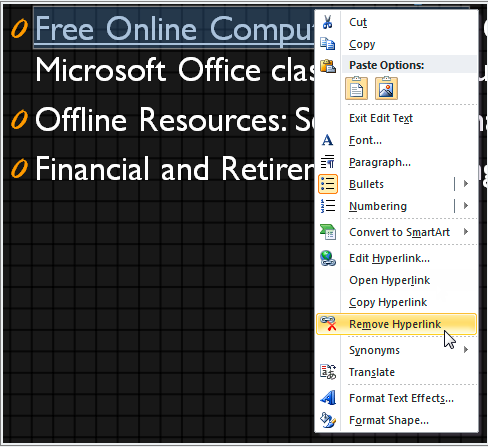 Free Online Comput
Microsoft Office clas
Offline Resources: S
Financial and Retire
Cut
Copy
Paste Options:
Exit Edit Text
Font...
Paragraph...
Bullets
Numbering
Convert to SmartArt
Edit Hyperlink...
Open Hyperlink
Copy Hyperlink
Remove Hyperlink
Synonyms
Translate
Format Text Effects...
Format Shape...